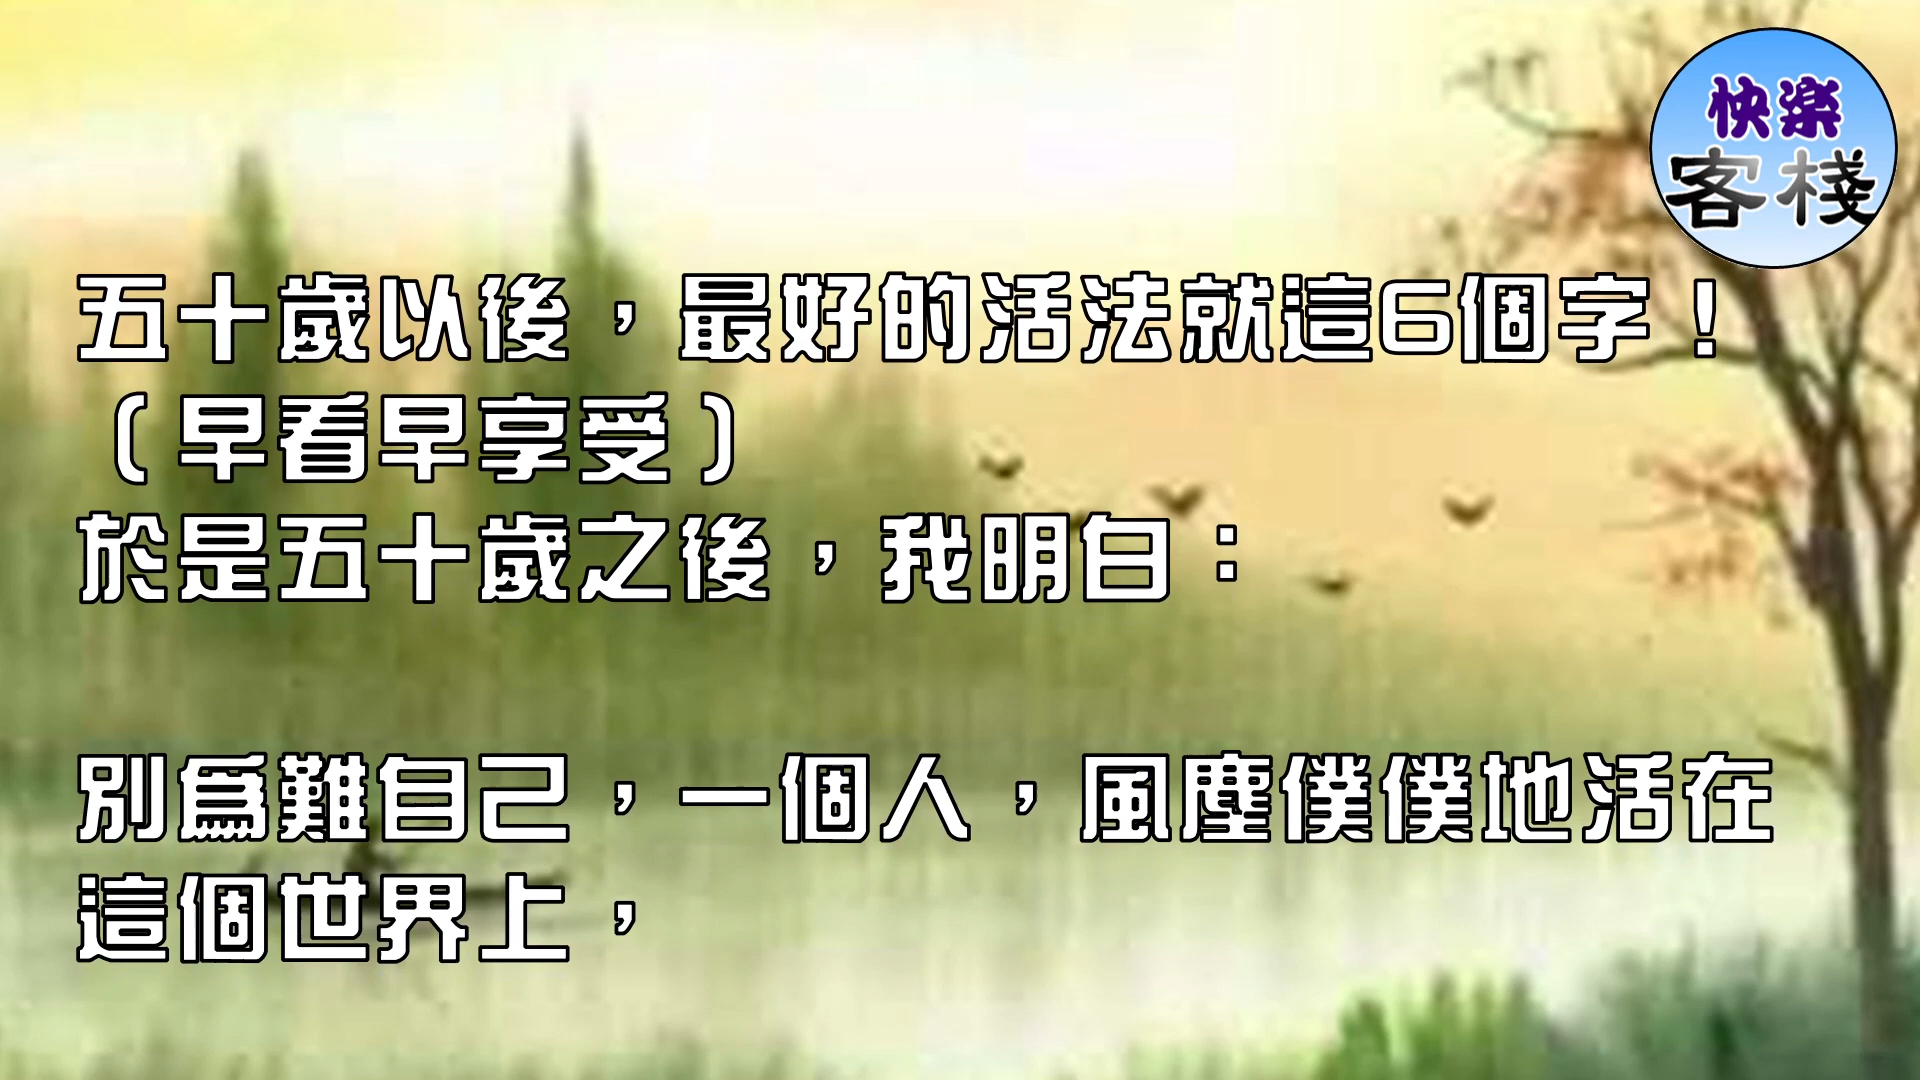 快樂
客棧
五十歲以後，最好的活法就這6個字！
（早看早享受）
於是五十歲之後，我明白：
別為難自己，一個人，風塵僕僕地活在
這個世界上，